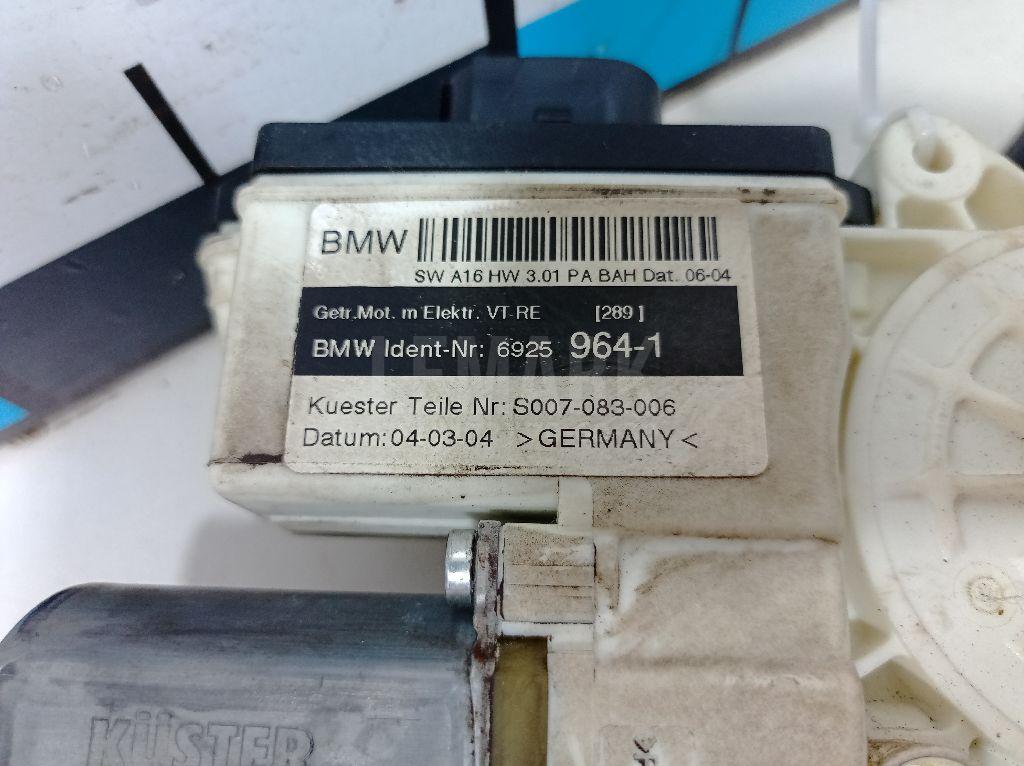 BMW
SW A16 HW 3.01 PA BAH Dat. 06-04
Getr.Mot. m Elektr. VT-RE [289]
BMW Ident-Nr: 6925 964-1
LEMARK
Kuester Teile Nr: S007-083-006
Datum: 04-03-04 >GERMANY<
KÜSTER